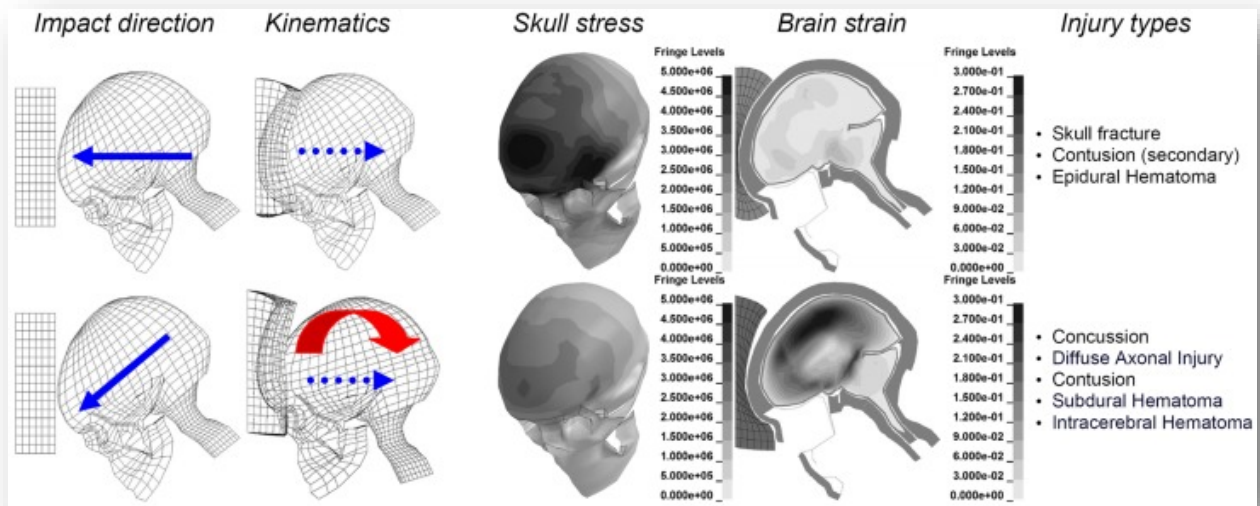 Impact direction
Kinematics
Skull stress
Brain strain
Injury types
Fringe Levels
5.000e+06
4.500e+06
4.000e+06
3.500e+06
3.000e+06
2.500e+06
2.000e+06
1.500e+06
1.000e+06
5.000e+05
0.000e+00
Fringe Levels
3.000e-01
2.700e-01
2.400e-01
2.100e-01
1.800e-01
1.500e-01
1.200e-01
9.000e-02
6.000e-02
3.000e-02
0.000e+00
• Skull fracture
• Contusion (secondary)
• Epidural Hematoma
Fringe Levels
5.000e+06
4.500e+06
4.000e+06
3.500e+06
3.000e+06
2.500e+06
2.000e+06
1.500e+06
1.000e+06
5.000e+05
0.000e+00
Fringe Levels
3.000e-01
2.700e-01
2.400e-01
2.100e-01
1.800e-01
1.500e-01
1.200e-01
9.000e-02
6.000e-02
3.000e-02
0.000e+00
• Concussion
• Diffuse Axonal Injury
• Contusion
• Subdural Hematoma
• Intracerebral Hematoma